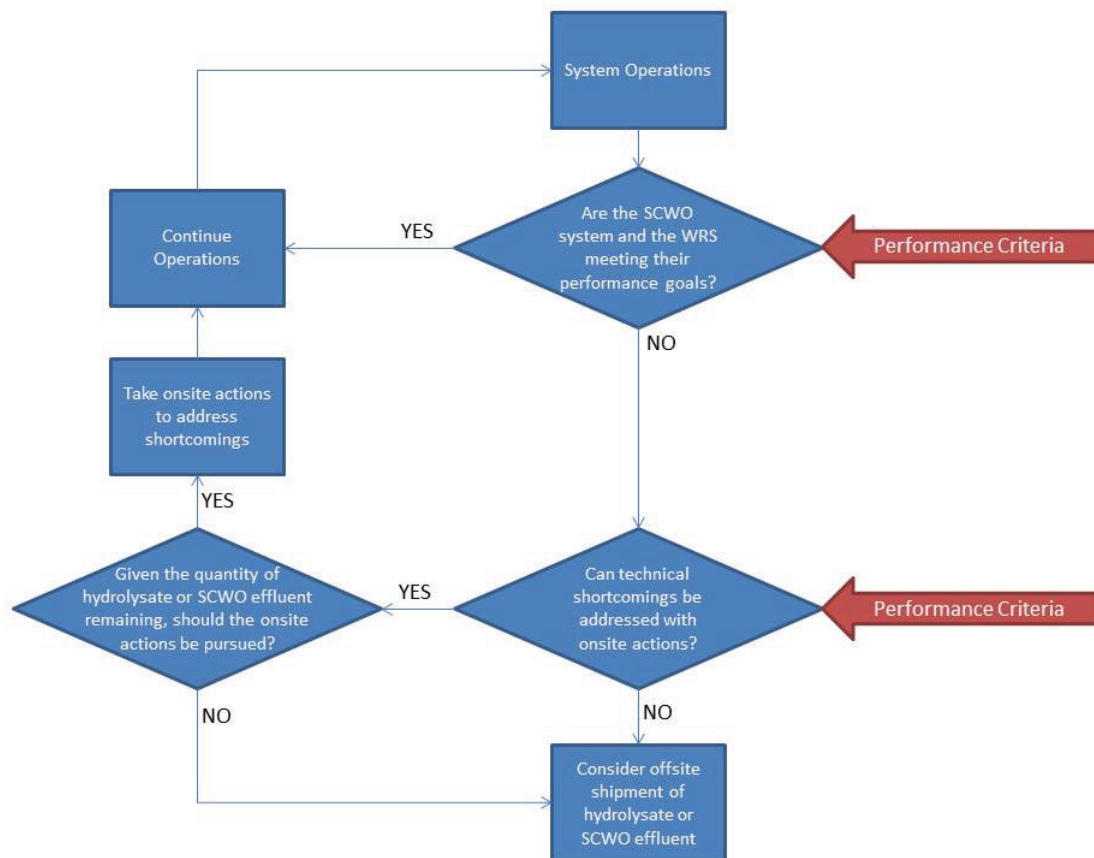 System Operations
Are the SCWO
system and the WRS
meeting their
performance goals?
Performance Criteria
YES
Continue
Operations
NO
Take onsite actions
to address
shortcomings
YES
Given the quantity of
hydrolysate or SCWO effluent
remaining, should the onsite
actions be pursued?
YES
Can technical
shortcomings be
addressed with
onsite actions?
Performance Criteria
NO
NO
Consider offsite
shipment of
hydrolysate or
SCWO effluent